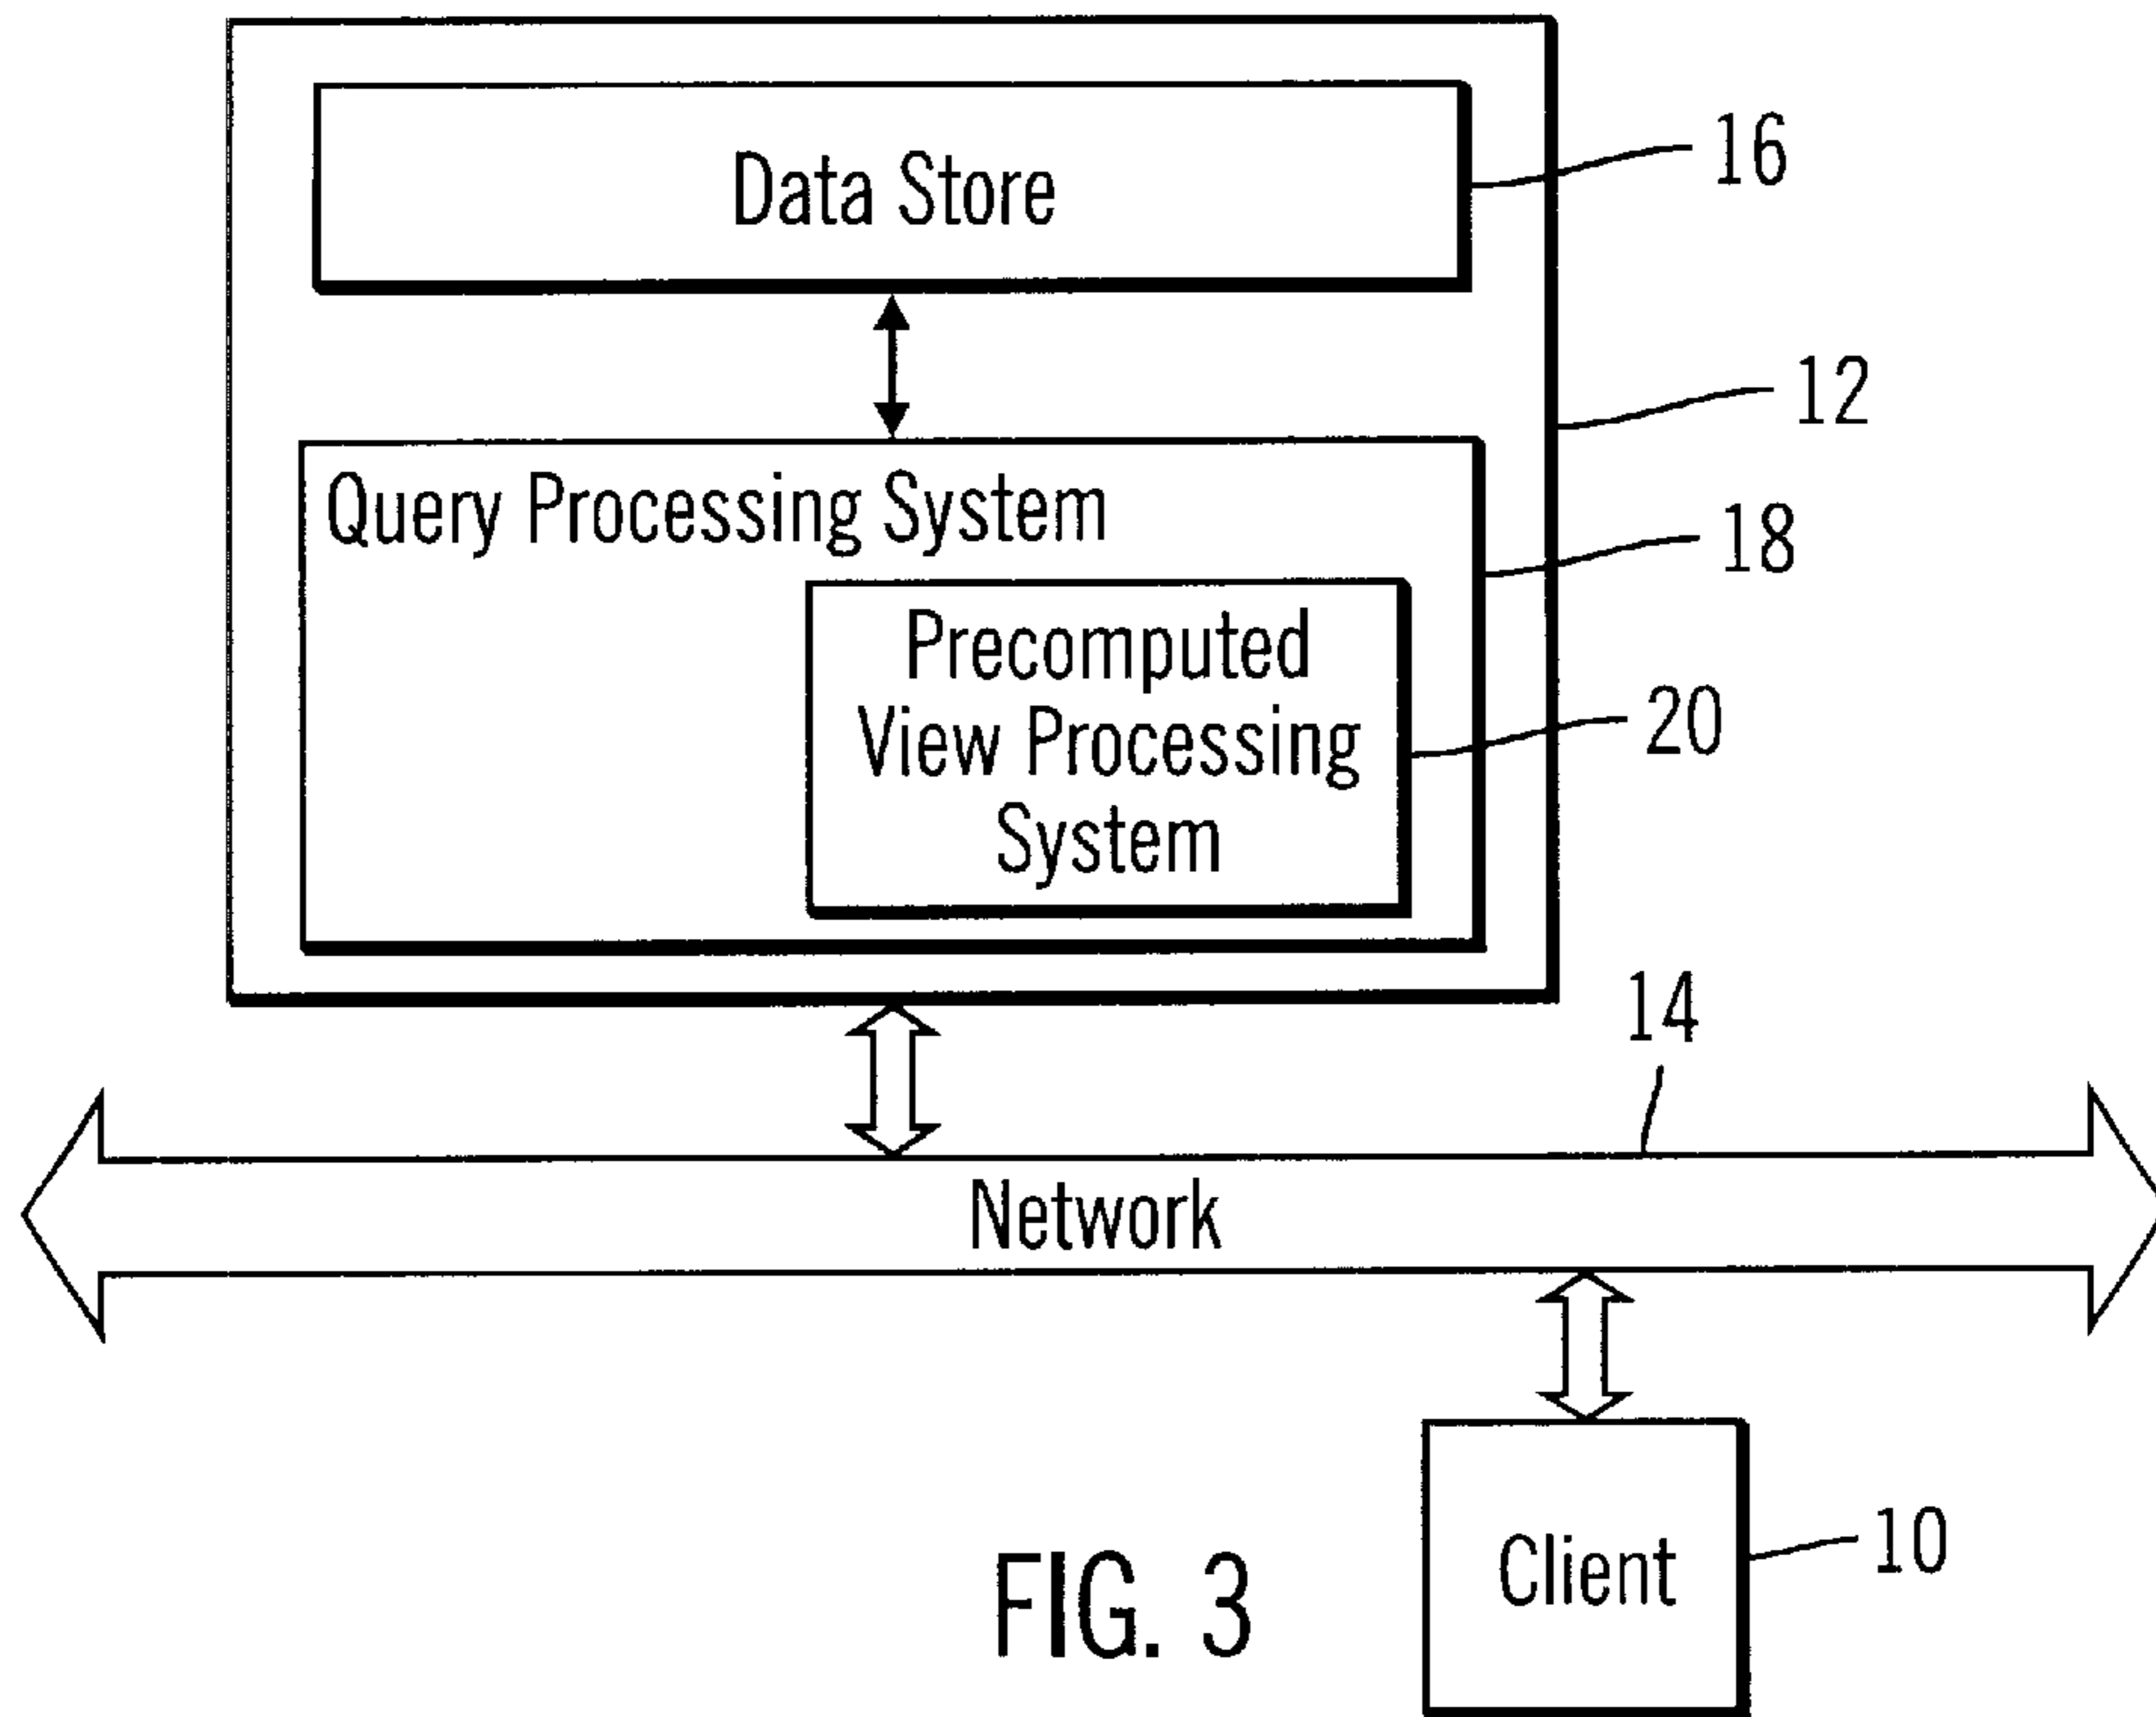 Data Store
16
12
Query Processing System
18
Precomputed
View Processing
System
20
14
Network
Client
10
FIG. 3